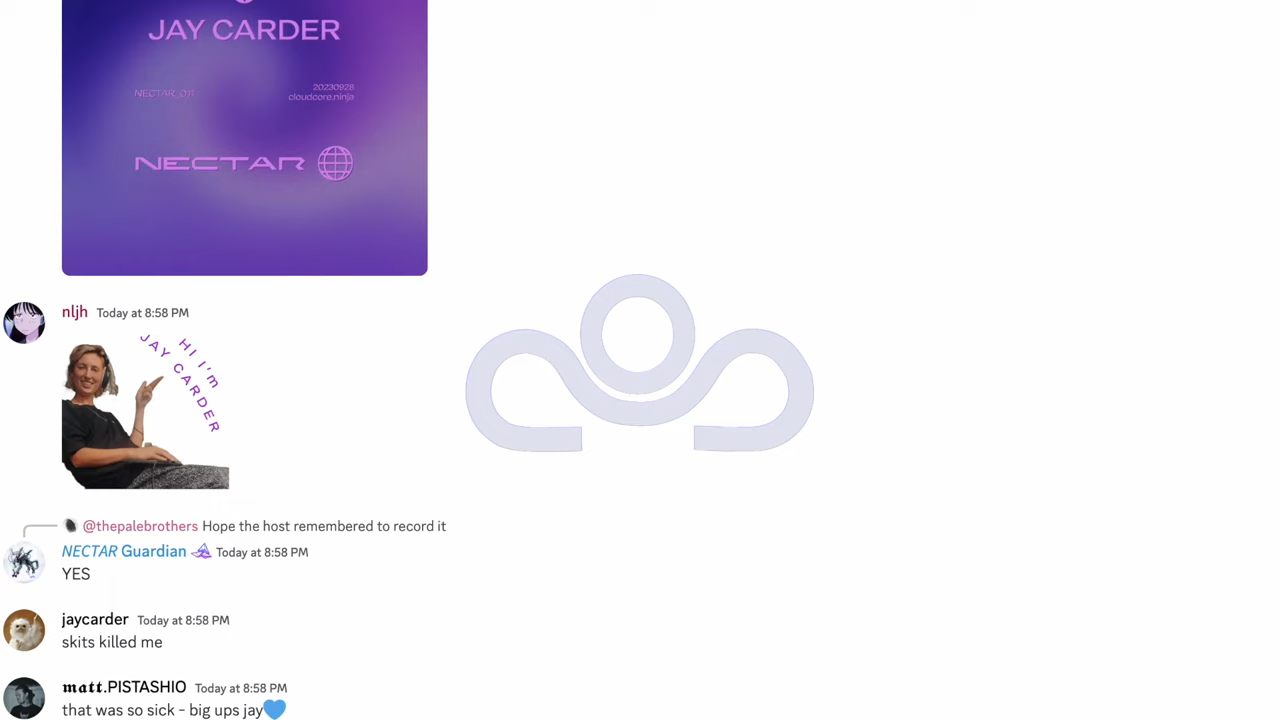 JAY CARDER
NECTAR_011
20230928
cloudcore.ninja
NECTAR
nljh Today at 8:58 PM
HI I'm
JAY CARDER
@thepalebrothers Hope the host remembered to record it
NECTAR Guardian Today at 8:58 PM
YES
jaycarder Today at 8:58 PM
skits killed me
𝖒𝖆𝖙𝖙.PISTASHIO Today at 8:58 PM
that was so sick - big ups jay💙